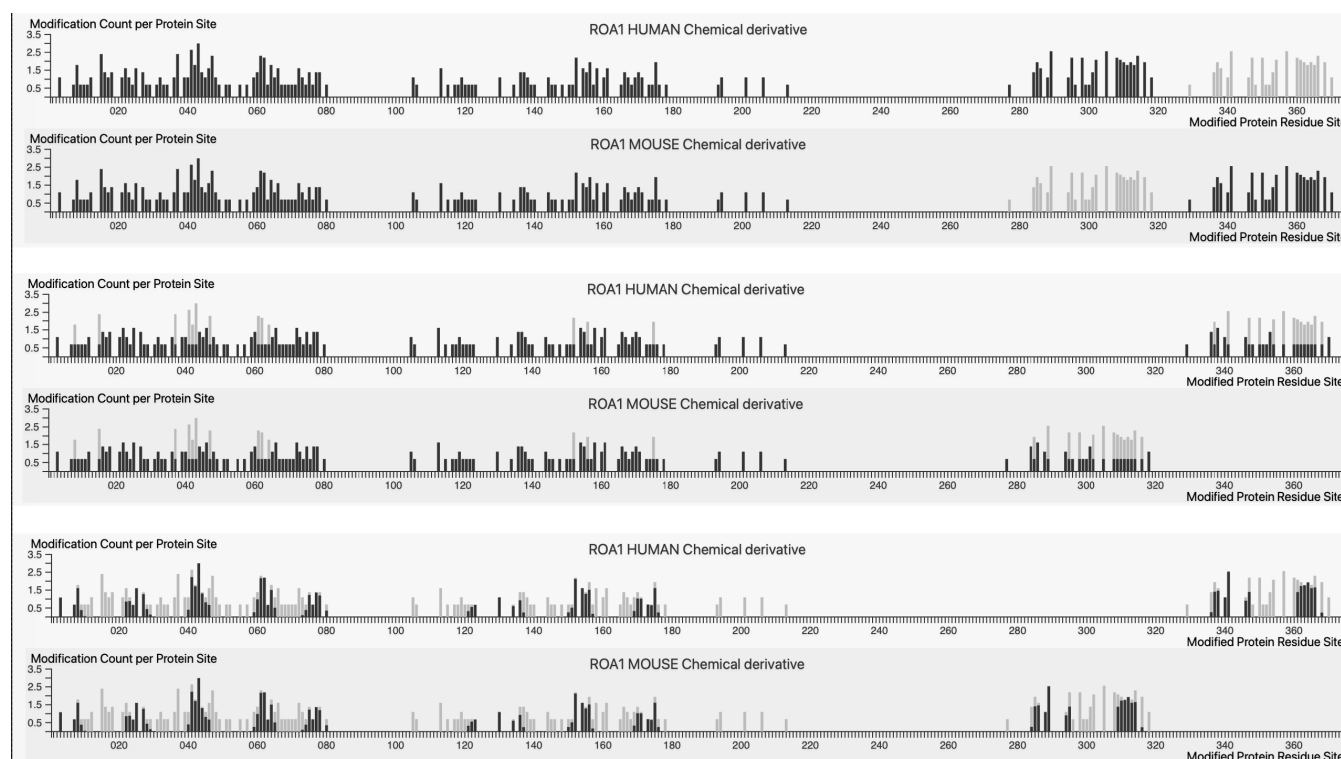 Modification Count per Protein Site
ROA1 HUMAN Chemical derivative
3.5
2.5
1.5
0.5
020 040 060 080 100 120 140 160 180 200 220 240 260 280 300 320 340 360
Modified Protein Residue Sit
Modification Count per Protein Site
ROA1 MOUSE Chemical derivative
3.5
2.5
1.5
0.5
020 040 060 080 100 120 140 160 180 200 220 240 260 280 300 320 340 360
Modified Protein Residue Sit
Modification Count per Protein Site
ROA1 HUMAN Chemical derivative
3.5
2.5
1.5
0.5
020 040 060 080 100 120 140 160 180 200 220 240 260 280 300 320 340 360
Modified Protein Residue Site
Modification Count per Protein Site
ROA1 MOUSE Chemical derivative
3.5
2.5
1.5
0.5
020 040 060 080 100 120 140 160 180 200 220 240 260 280 300 320 340 360
Modified Protein Residue Site
Modification Count per Protein Site
ROA1 HUMAN Chemical derivative
3.5
2.5
1.5
0.5
020 040 060 080 100 120 140 160 180 200 220 240 260 280 300 320 340 360
Modified Protein Residue Site
Modification Count per Protein Site
ROA1 MOUSE Chemical derivative
3.5
2.5
1.5
0.5
020 040 060 080 100 120 140 160 180 200 220 240 260 280 300 320 340 360
Modified Protein Residue Site